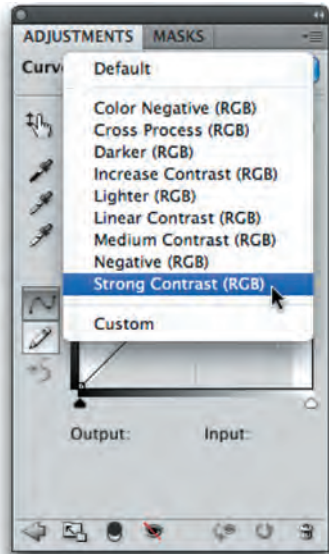 ADJUSTMENTS MASKS
Curv
Default
Color Negative (RGB)
Cross Process (RGB)
Darker (RGB)
Increase Contrast (RGB)
Lighter (RGB)
Linear Contrast (RGB)
Medium Contrast (RGB)
Negative (RGB)
Strong Contrast (RGB)
Custom
Output: Input: